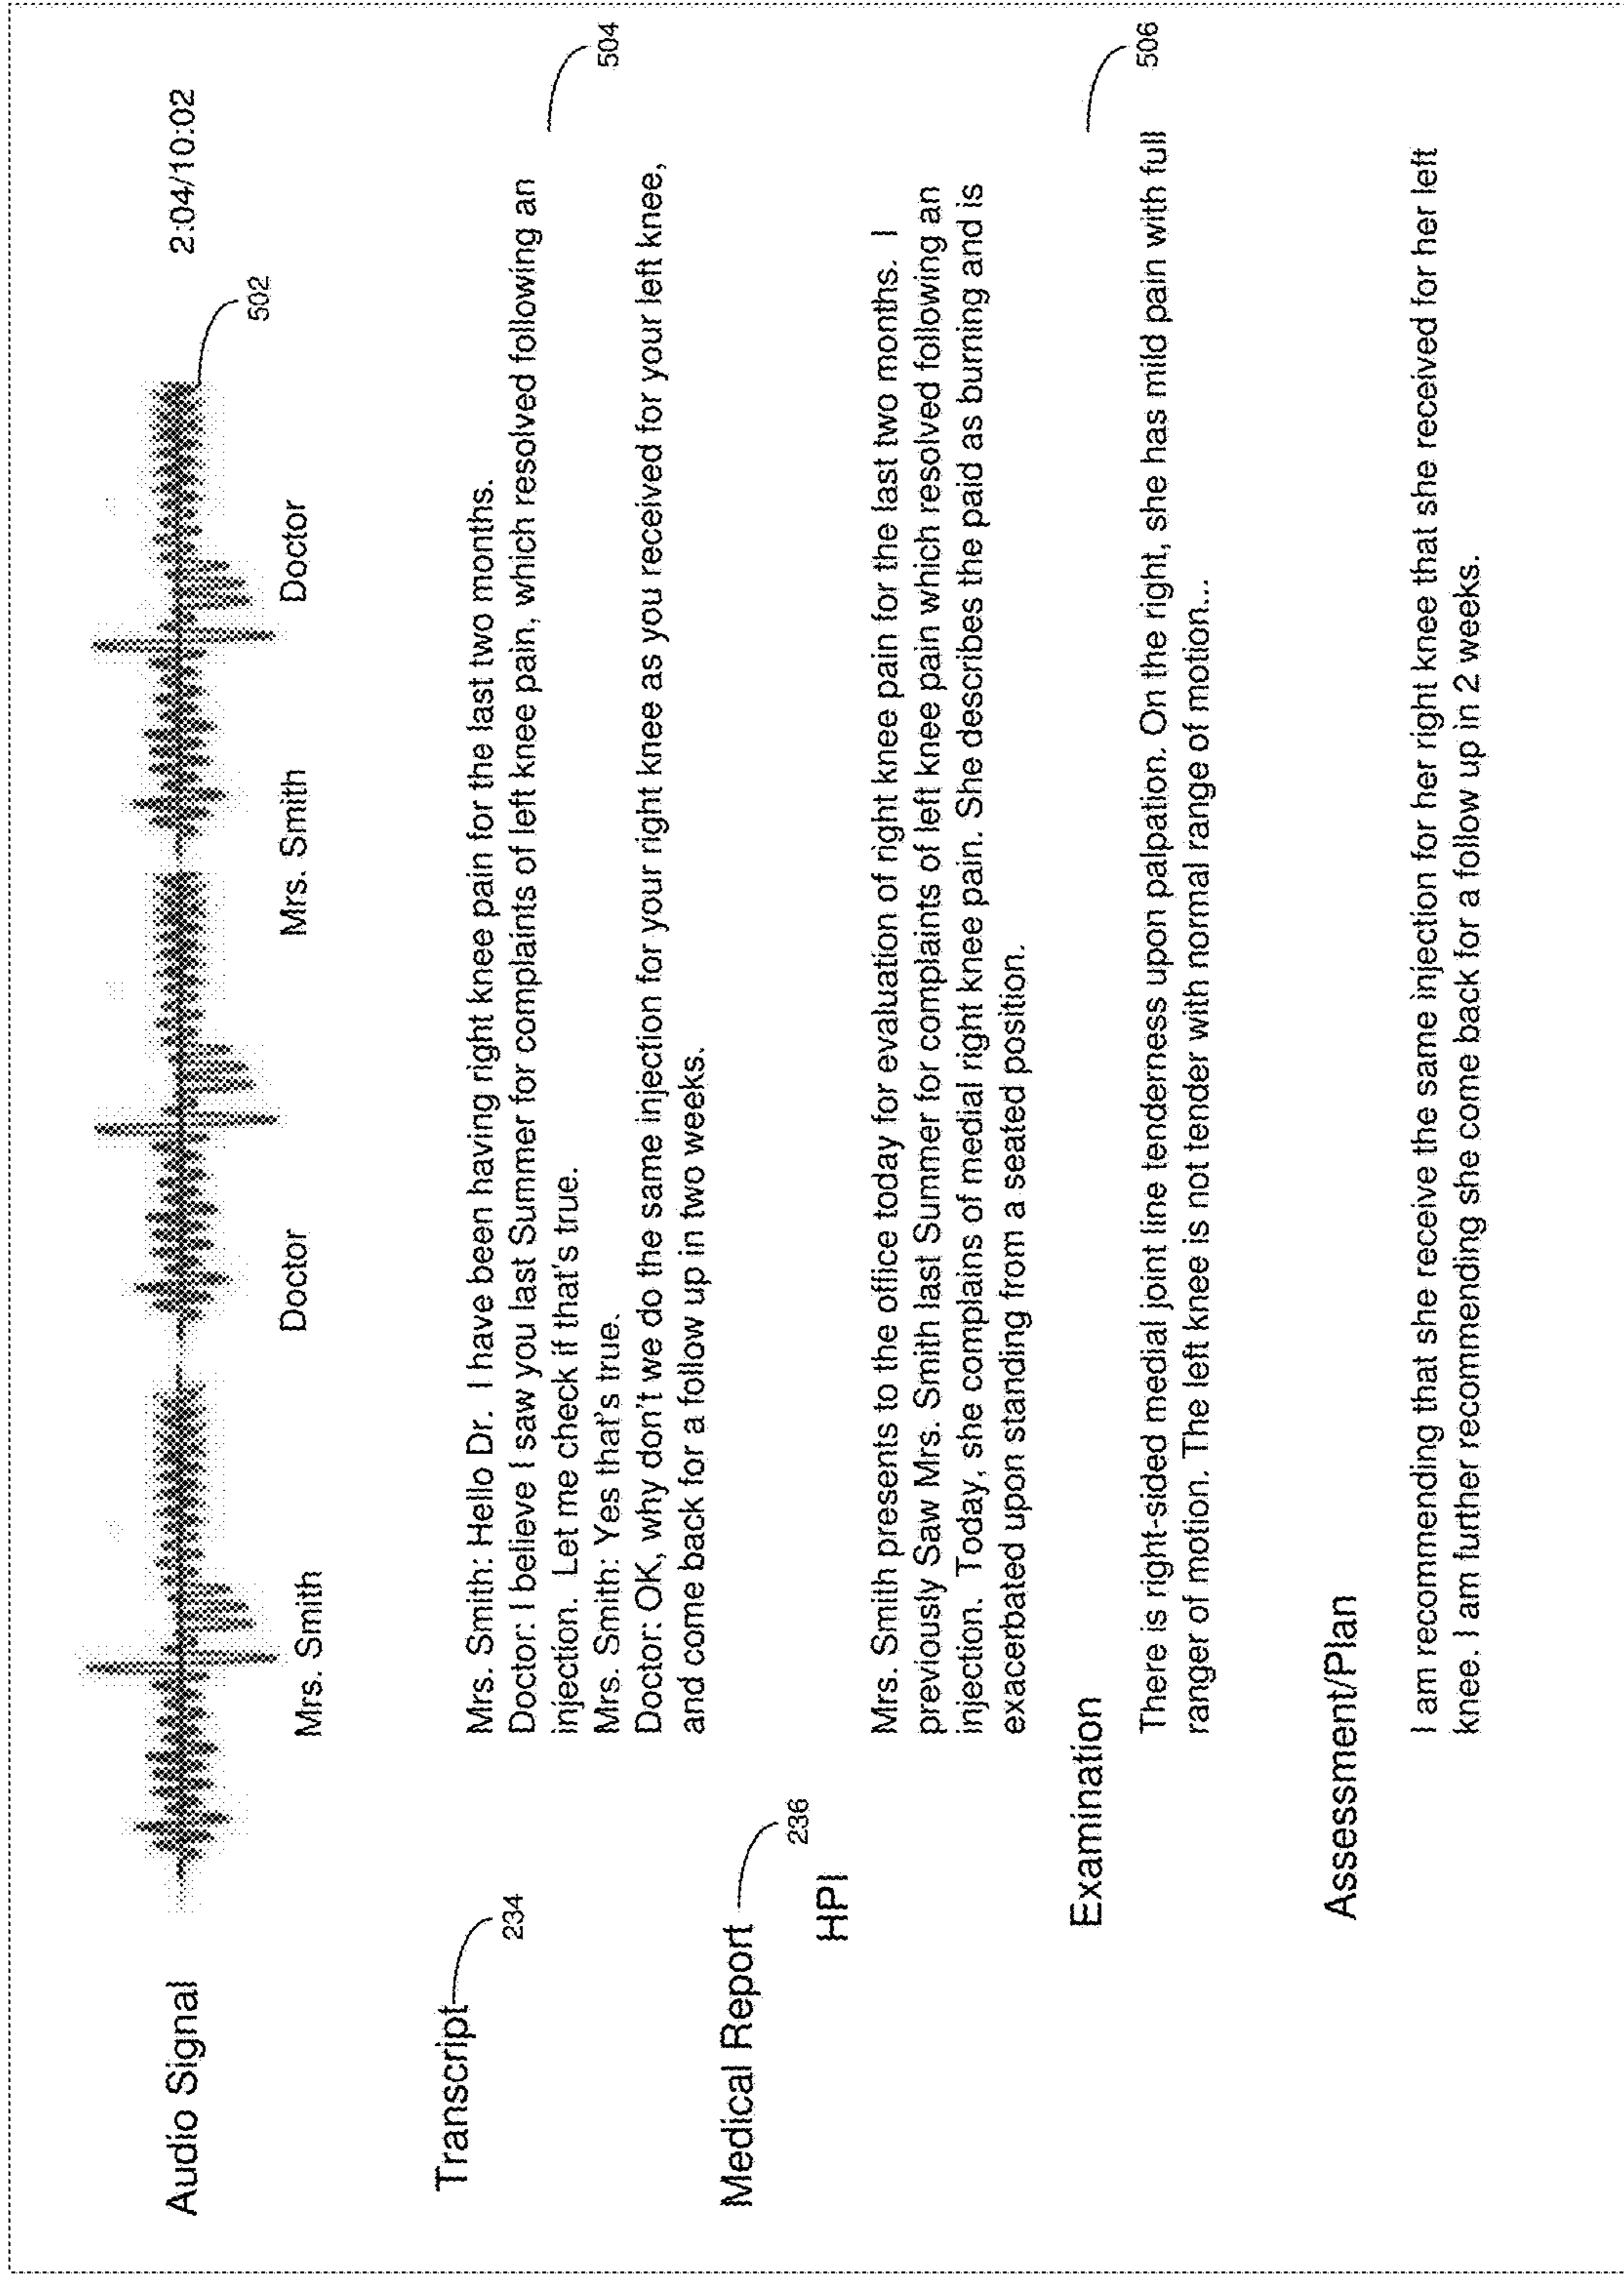 Audio Signal
2:04/10:02
502
Mrs. Smith
Doctor
Mrs. Smith
Doctor
Transcript
234
Mrs. Smith: Hello Dr. I have been having right knee pain for the last two months.
Doctor: I believe I saw you last Summer for complaints of left knee pain, which resolved following an
injection. Let me check if that's true.
Mrs. Smith: Yes that's true.
Doctor: OK, why don't we do the same injection for your right knee as you received for your left knee,
and come back for a follow up in two weeks.
504
Medical Report
236
HPI
Mrs. Smith presents to the office today for evaluation of right knee pain for the last two months. I
previously Saw Mrs. Smith last Summer for complaints of left knee pain which resolved following an
injection. Today, she complains of medial right knee pain. She describes the paid as burning and is
exacerbated upon standing from a seated position.
Examination
506
There is right-sided medial joint line tenderness upon palpation. On the right, she has mild pain with full
ranger of motion. The left knee is not tender with normal range of motion...
Assessment/Plan
I am recommending that she receive the same injection for her right knee that she received for her left
knee. I am further recommending she come back for a follow up in 2 weeks.